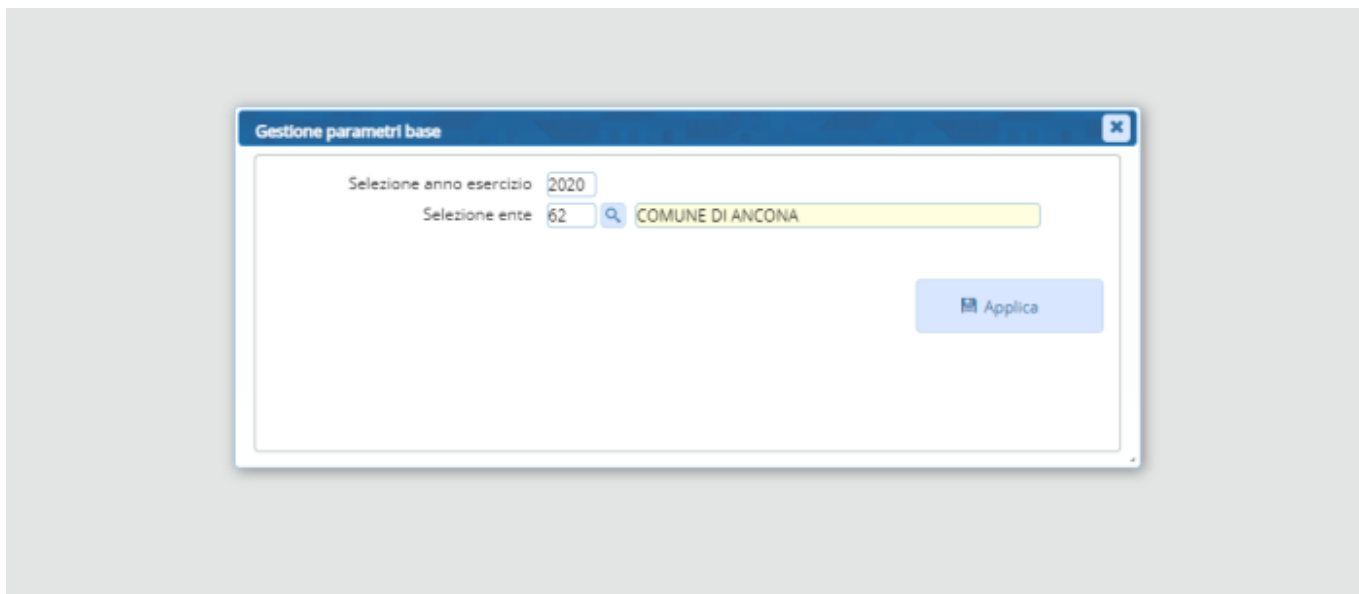 Gestione parametri base
Selezione anno esercizio 2020
Selezione ente 62 COMUNE DI ANCONA
Applica